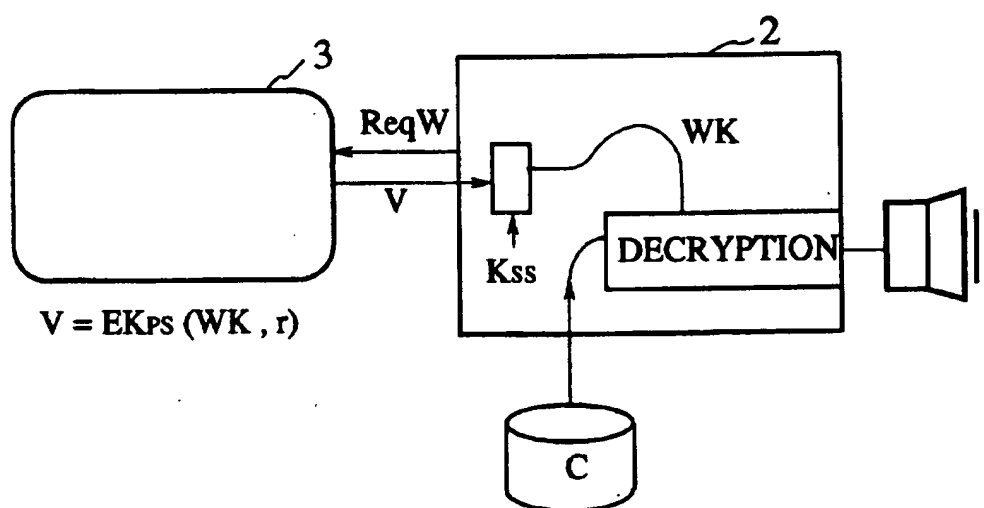 3
2
ReqW
WK
V
DECRYPTION
Kss
V = EKPS (WK , r)
C